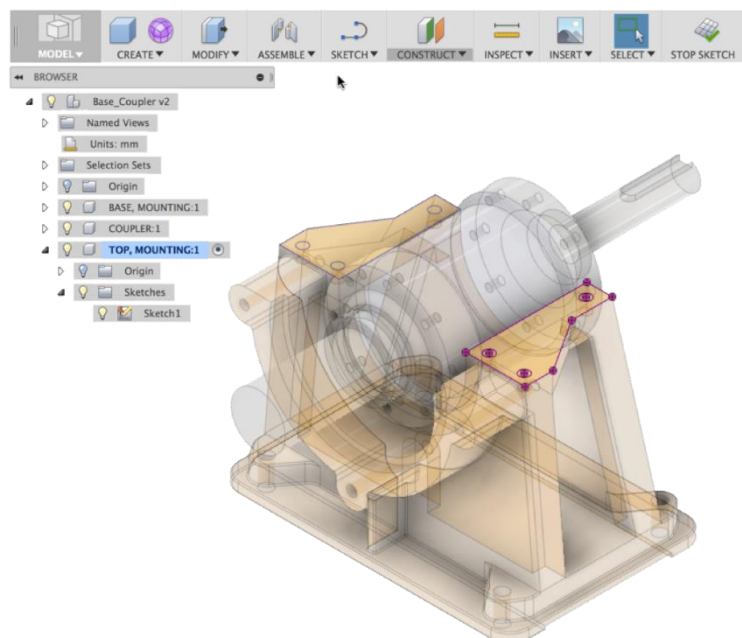 MODEL CREATE MODIFY ASSEMBLE SKETCH CONSTRUCT INSPECT INSERT SELECT STOP SKETCH
BROWSER
Base_Coupler v2
Named Views
Units: mm
Selection Sets
Origin
BASE, MOUNTING:1
COUPLER:1
TOP, MOUNTING:1
Origin
Sketches
Sketch1